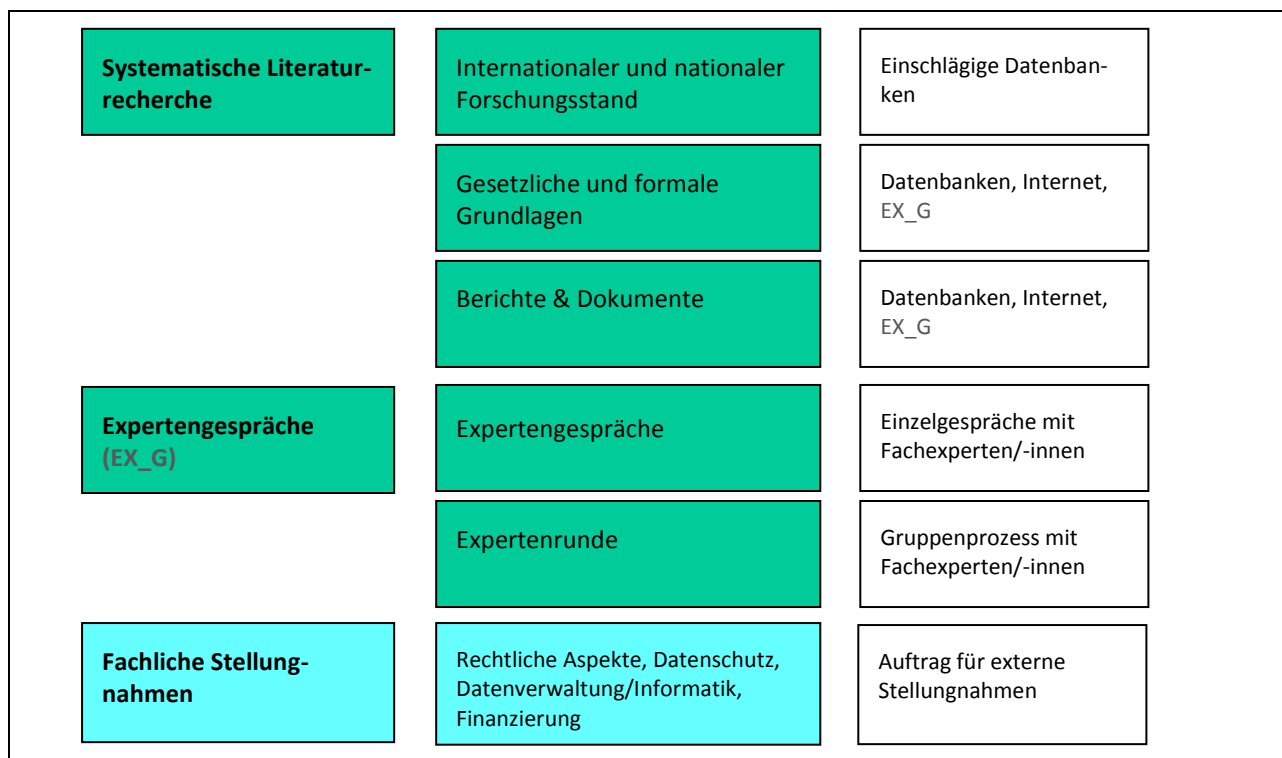 Systematische Literatur-
recherche
Internationaler und nationaler
Forschungsstand
Einschlägige Datenban-
ken
Gesetzliche und formale
Grundlagen
Datenbanken, Internet,
EX_G
Berichte & Dokumente
Datenbanken, Internet,
EX_G
Expertengespräche
(EX_G)
Expertengespräche
Einzelgespräche mit
Fachexperten/-innen
Expertenrunde
Gruppenprozess mit
Fachexperten/-innen
Fachliche Stellung-
nahmen
Rechtliche Aspekte, Datenschutz,
Datenverwaltung/Informatik,
Finanzierung
Auftrag für externe
Stellungnahmen